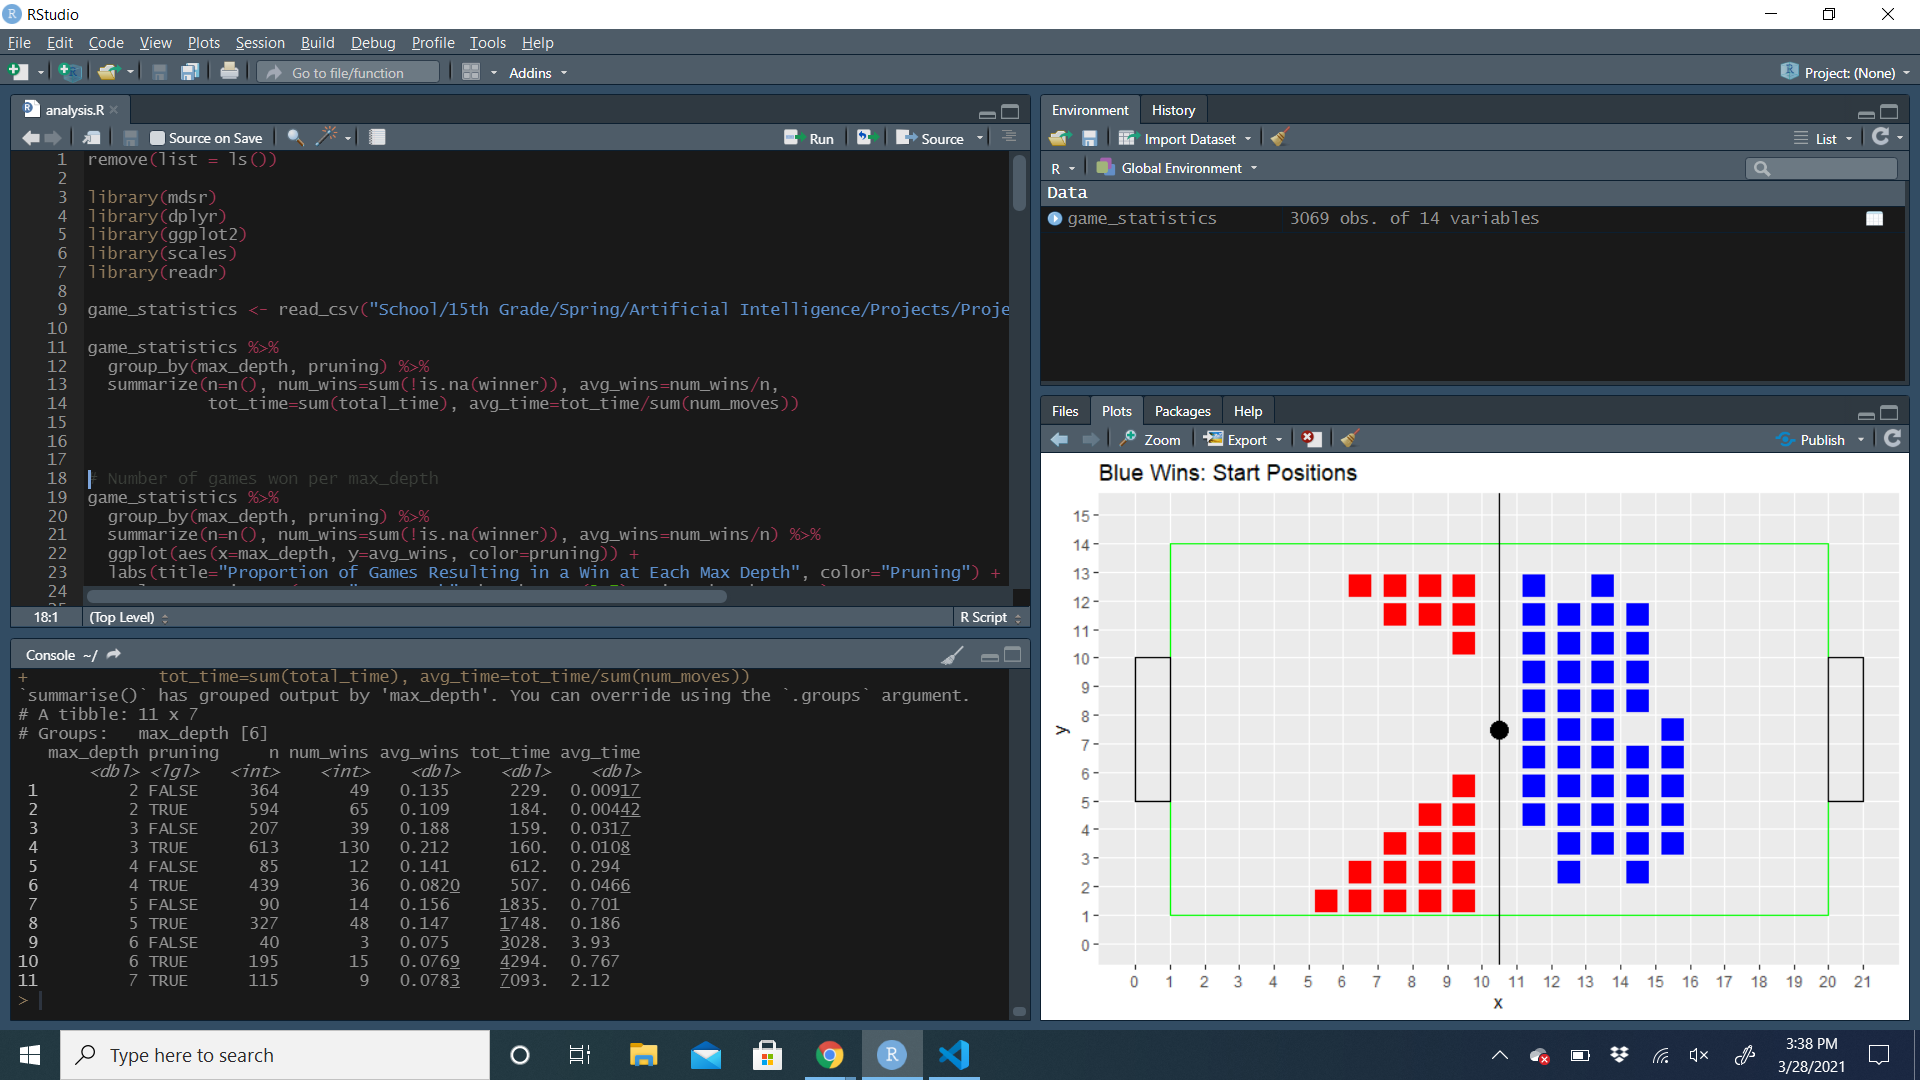 RStudio
File Edit Code View Plots Session Build Debug Profile Tools Help
Go to file/function Addins Project: (None)
analysis.R
Source on Save Run Source
1 remove(list = ls())
2
3 library(mdsr)
4 library(dplyr)
5 library(ggplot2)
6 library(scales)
7 library(readr)
8
9 game_statistics <- read_csv("School/15th Grade/Spring/Artificial Intelligence/Projects/Proje
10
11 game_statistics %>%
12 group_by(max_depth, pruning) %>%
13 summarize(n=n(), num_wins=sum(!is.na(winner)), avg_wins=num_wins/n,
14 tot_time=sum(total_time), avg_time=tot_time/sum(num_moves))
15
16
17
18 # Number of games won per max_depth
19 game_statistics %>%
20 group_by(max_depth, pruning) %>%
21 summarize(n=n(), num_wins=sum(!is.na(winner)), avg_wins=num_wins/n) %>%
22 ggplot(aes(x=max_depth, y=avg_wins, color=pruning)) +
23 labs(title="Proportion of Games Resulting in a Win at Each Max Depth", color="Pruning") +
24
18:1 (Top Level) R Script
Console ~/
+ tot_time=sum(total_time), avg_time=tot_time/sum(num_moves))
`summarise()` has grouped output by 'max_depth'. You can override using the `.groups` argument.
# A tibble: 11 x 7
# Groups: max_depth [6]
max_depth pruning n num_wins avg_wins tot_time avg_time
<dbl> <lgl> <int> <int> <dbl> <dbl> <dbl>
1 2 FALSE 364 49 0.135 229. 0.00917
2 2 TRUE 594 65 0.109 184. 0.00442
3 3 FALSE 207 39 0.188 159. 0.0317
4 3 TRUE 613 130 0.212 160. 0.0108
5 4 FALSE 85 12 0.141 612. 0.294
6 4 TRUE 439 36 0.0820 507. 0.0466
7 5 FALSE 90 14 0.156 1835. 0.701
8 5 TRUE 327 48 0.147 1748. 0.186
9 6 FALSE 40 3 0.075 3028. 3.93
10 6 TRUE 195 15 0.0769 4294. 0.767
11 7 TRUE 115 9 0.0783 7093. 2.12
>
Environment History
Import Dataset List
R Global Environment
Data
game_statistics 3069 obs. of 14 variables
Files Plots Packages Help
Zoom Export Publish
Blue Wins: Start Positions
15
14
13
12
11
10
9
8
7
6
5
4
3
2
1
0
y
0 1 2 3 4 5 6 7 8 9 10 11 12 13 14 15 16 17 18 19 20 21
x
Type here to search
3:38 PM
3/28/2021